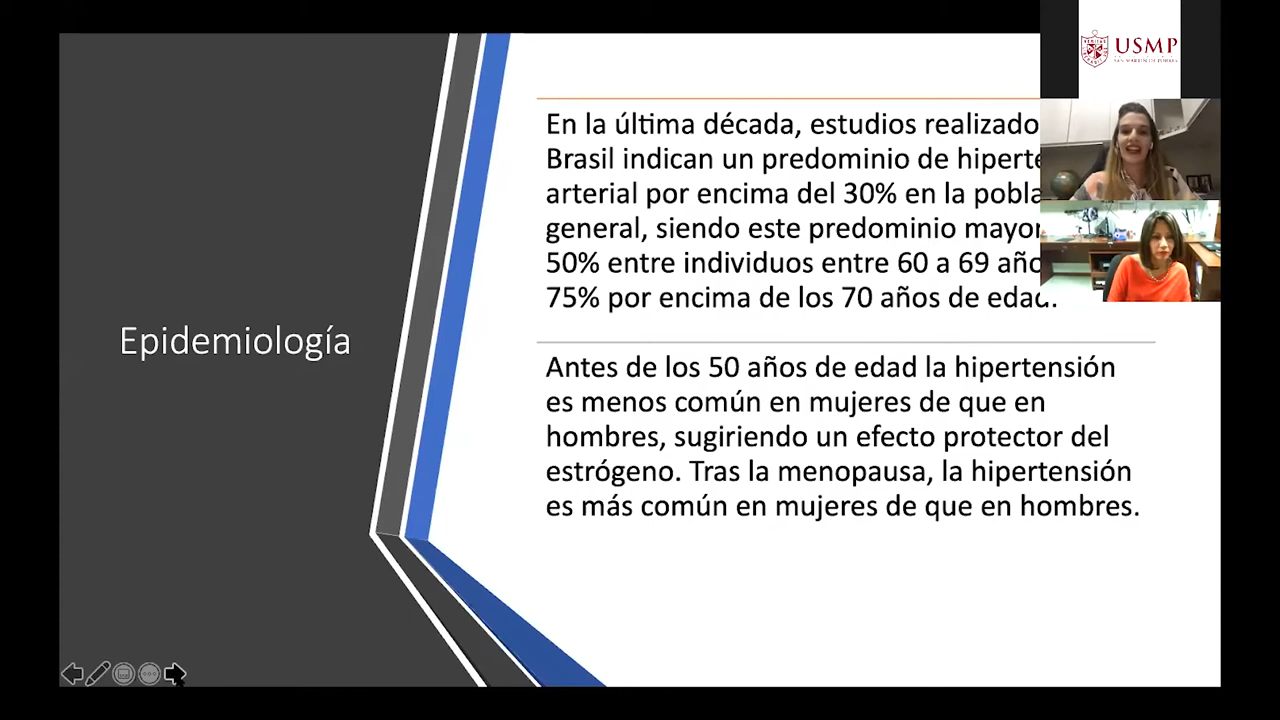 USMP
SAN MARTIN DE PORRES
En la última década, estudios realizado
Brasil indican un predominio de hiperte
arterial por encima del 30% en la pobla
general, siendo este predominio mayor
50% entre individuos entre 60 a 69 año
75% por encima de los 70 años de edad.
Epidemiología
Antes de los 50 años de edad la hipertensión
es menos común en mujeres de que en
hombres, sugiriendo un efecto protector del
estrógeno. Tras la menopausa, la hipertensión
es más común en mujeres de que en hombres.